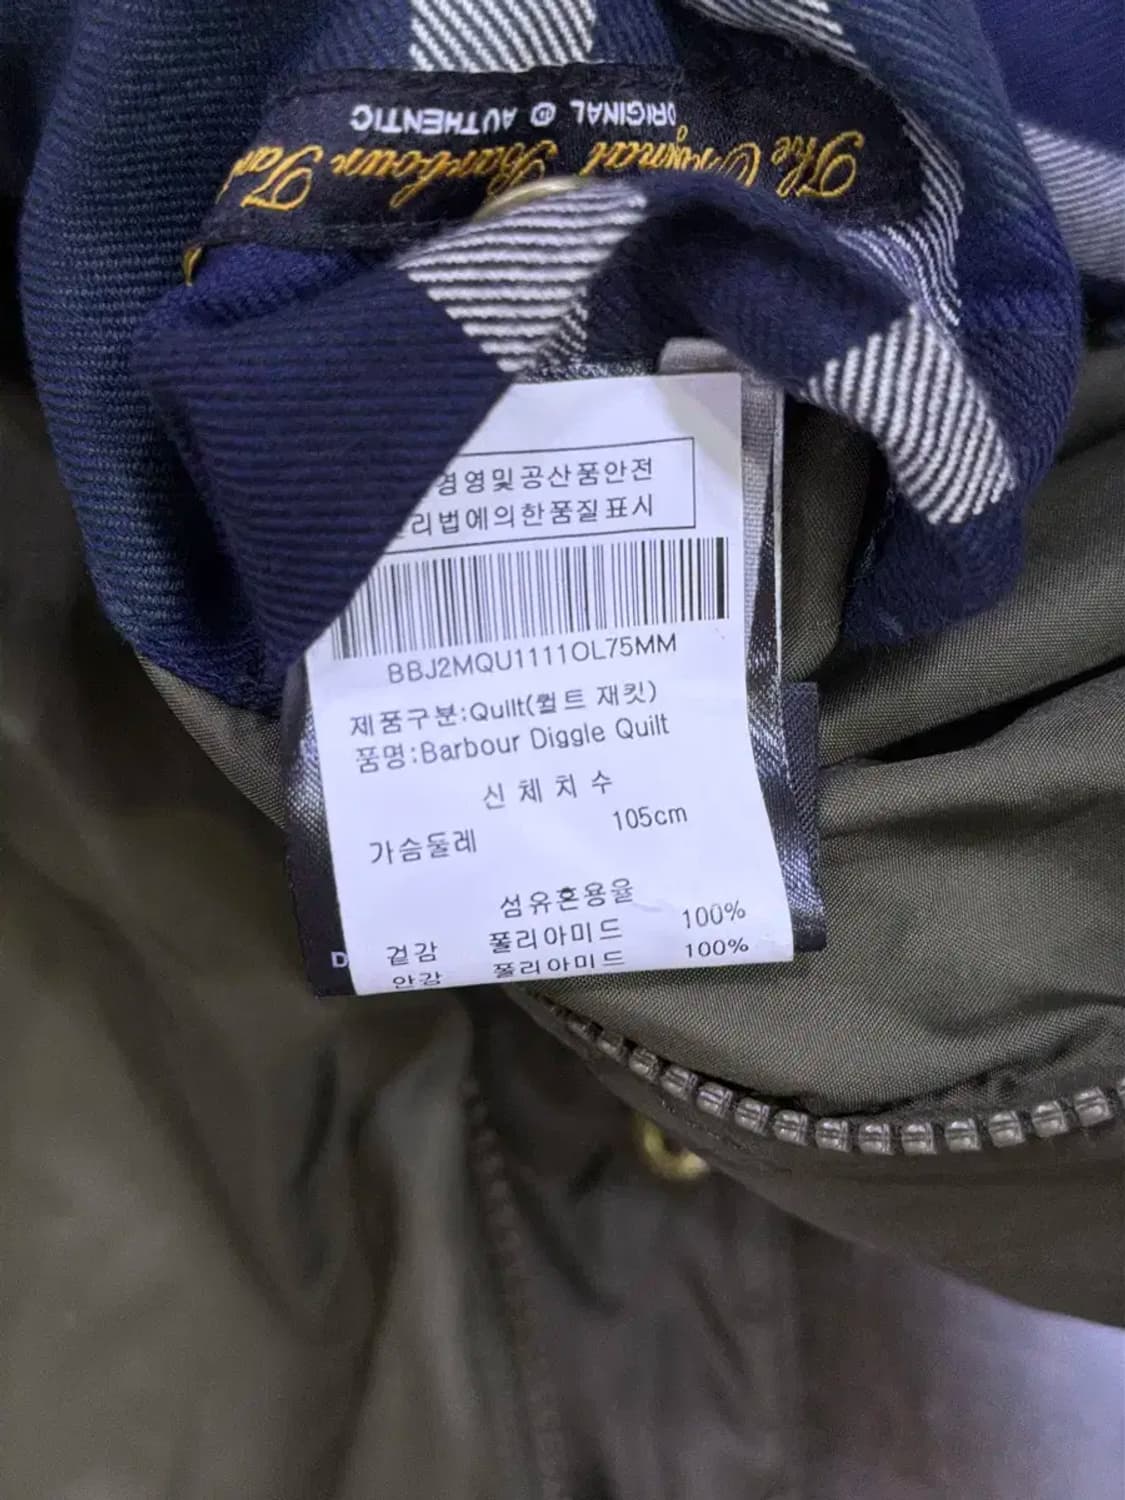 ORIGINAL AUTHENTIC
The Original Barbour
경영및공산품안전
리법에의한품질표시
BBJ2MQU1111OL75MM
제품구분:Quilt(퀼트 재킷)
품명:Barbour Diggle Quilt
신체치수
가슴둘레 105cm
섬유혼용율
겉감 폴리아미드 100%
안감 폴리아미드 100%
D